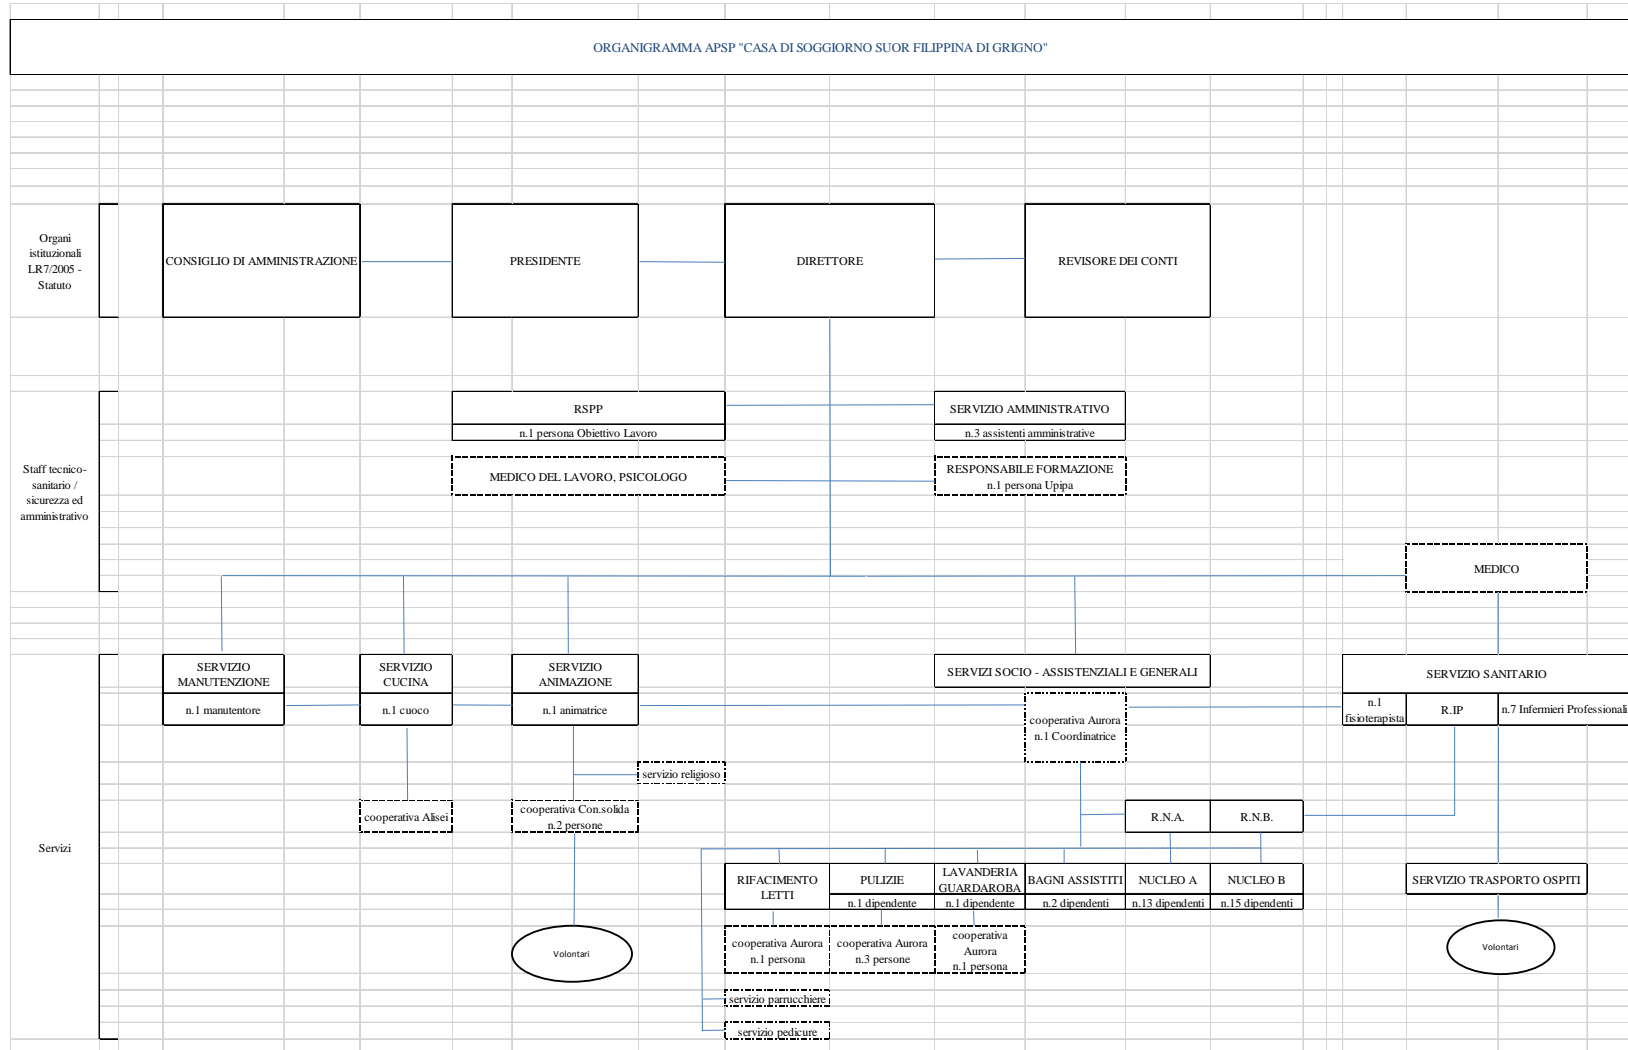 ORGANIGRAMMA APSP "CASA DI SOGGIORNO SUOR FILIPPINA DI GRIGNO"
Organi
istituzionali
LR7/2005 -
Statuto
CONSIGLIO DI AMMINISTRAZIONE
PRESIDENTE
DIRETTORE
REVISORE DEI CONTI
Staff tecnico-
sanitario /
sicurezza ed
amministrativo
RSPP
n.1 persona Obiettivo Lavoro
SERVIZIO AMMINISTRATIVO
n.3 assistenti amministrative
MEDICO DEL LAVORO, PSICOLOGO
RESPONSABILE FORMAZIONE
n.1 persona Upipa
MEDICO
Servizi
SERVIZIO
MANUTENZIONE
n.1 manutentore
SERVIZIO
CUCINA
n.1 cuoco
SERVIZIO
ANIMAZIONE
n.1 animatrice
SERVIZI SOCIO - ASSISTENZIALI E GENERALI
cooperativa Aurora
n.1 Coordinatrice
SERVIZIO SANITARIO
n.1
fisioterapista
R.IP
n.7 Infermieri Professionali
servizio religioso
cooperativa Alisei
cooperativa Con.solida
n.2 persone
R.N.A.
R.N.B.
RIFACIMENTO
LETTI
PULIZIE
n.1 dipendente
LAVANDERIA
GUARDAROBA
n.1 dipendente
BAGNI ASSISTITI
n.2 dipendenti
NUCLEO A
n.13 dipendenti
NUCLEO B
n.15 dipendenti
SERVIZIO TRASPORTO OSPITI
cooperativa Aurora
n.1 persona
cooperativa Aurora
n.3 persone
cooperativa
Aurora
n.1 persona
Volontari
Volontari
servizio parrucchiere
servizio pedicure